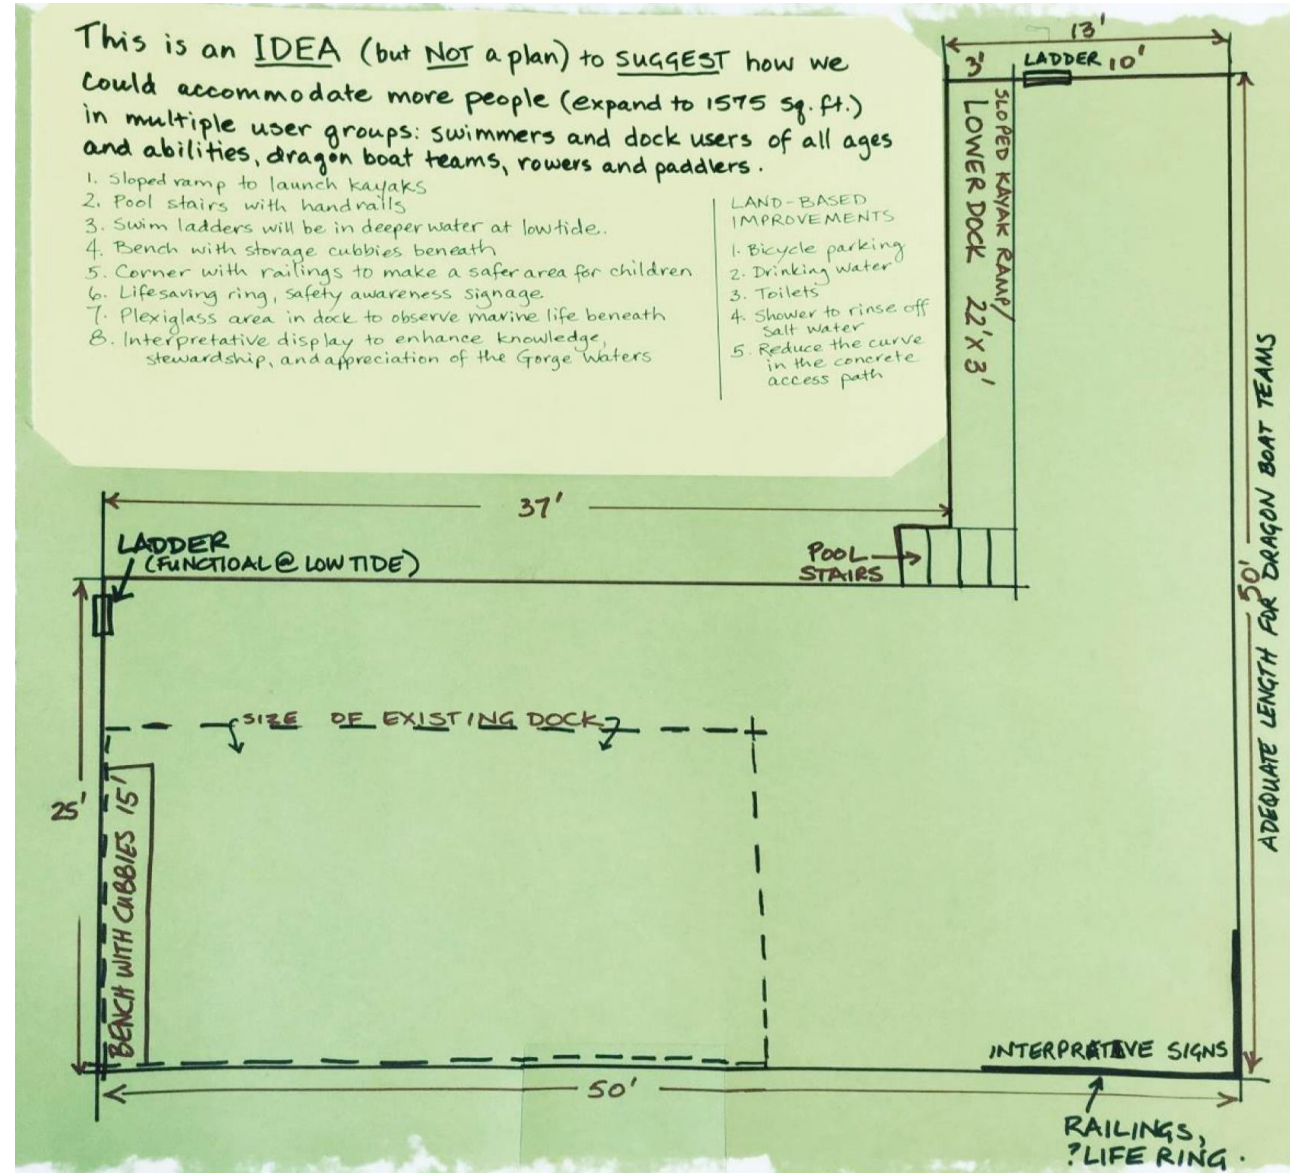 This is an IDEA (but NOT a plan) to SUGGEST how we
could accommodate more people (expand to 1575 sq. ft.)
in multiple user groups: swimmers and dock users of all ages
and abilities, dragon boat teams, rowers and paddlers.
1. Sloped ramp to launch kayaks
2. Pool stairs with handrails
3. Swim ladders will be in deeper water at low tide.
4. Bench with storage cubbies beneath
5. Corner with railings to make a safer area for children
6. Lifesaving ring, safety awareness signage
7. Plexiglass area in dock to observe marine life beneath
8. Interpretative display to enhance knowledge,
stewardship, and appreciation of the Gorge Waters
LAND-BASED
IMPROVEMENTS
1. Bicycle parking
2. Drinking water
3. Toilets
4. Shower to rinse off
salt water
5. Reduce the curve
in the concrete
access path
13'
3'
LADDER 10'
SLOPED KAYAK RAMP/
LOWER DOCK 22' X 3'
37'
LADDER
(FUNCTIOAL @ LOW TIDE)
POOL
STAIRS
50'
ADEQUATE LENGTH FOR DRAGON BOAT TEAMS
SIZE OF EXISTING DOCK
25'
BENCH WITH CUBBIES 15'
INTERPRETATIVE SIGNS
50'
RAILINGS,
?LIFE RING.